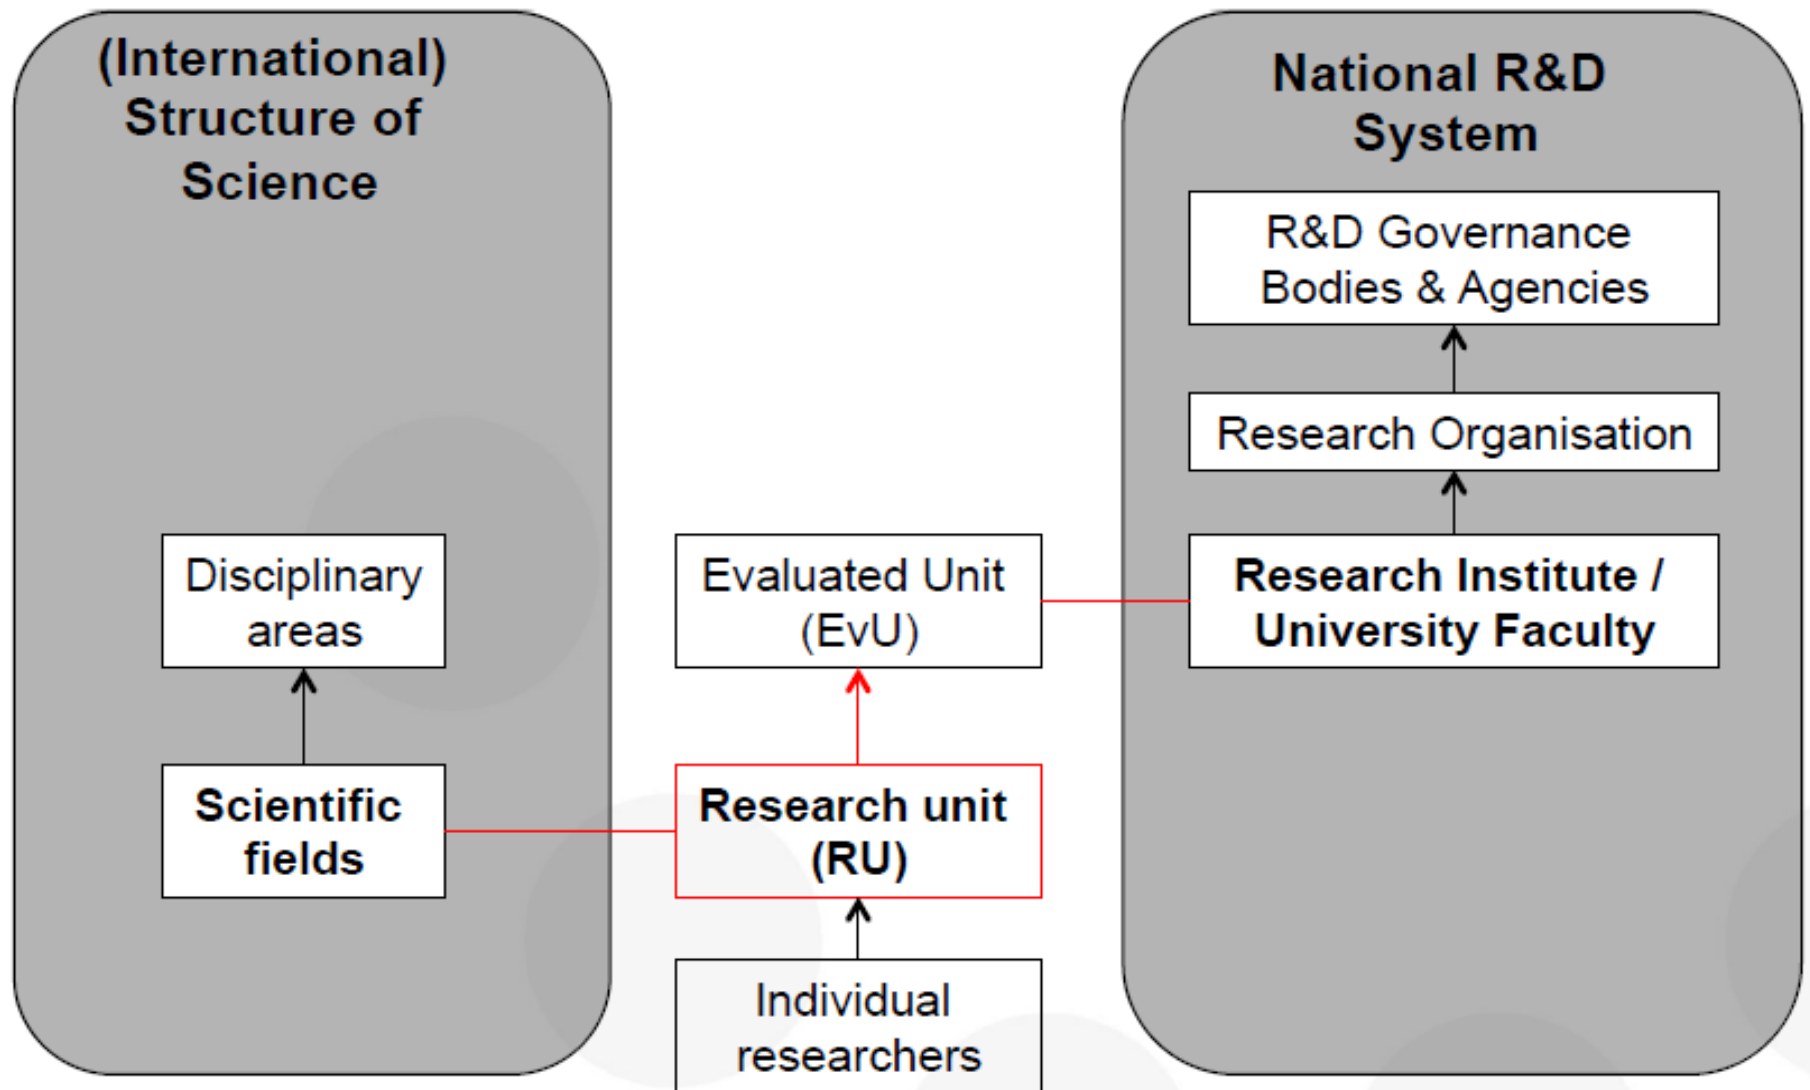 (International)
Structure of
Science
Disciplinary
areas
Scientific
fields
Evaluated Unit
(EvU)
Research unit
(RU)
Individual
researchers
National R&D
System
R&D Governance
Bodies & Agencies
Research Organisation
Research Institute /
University Faculty